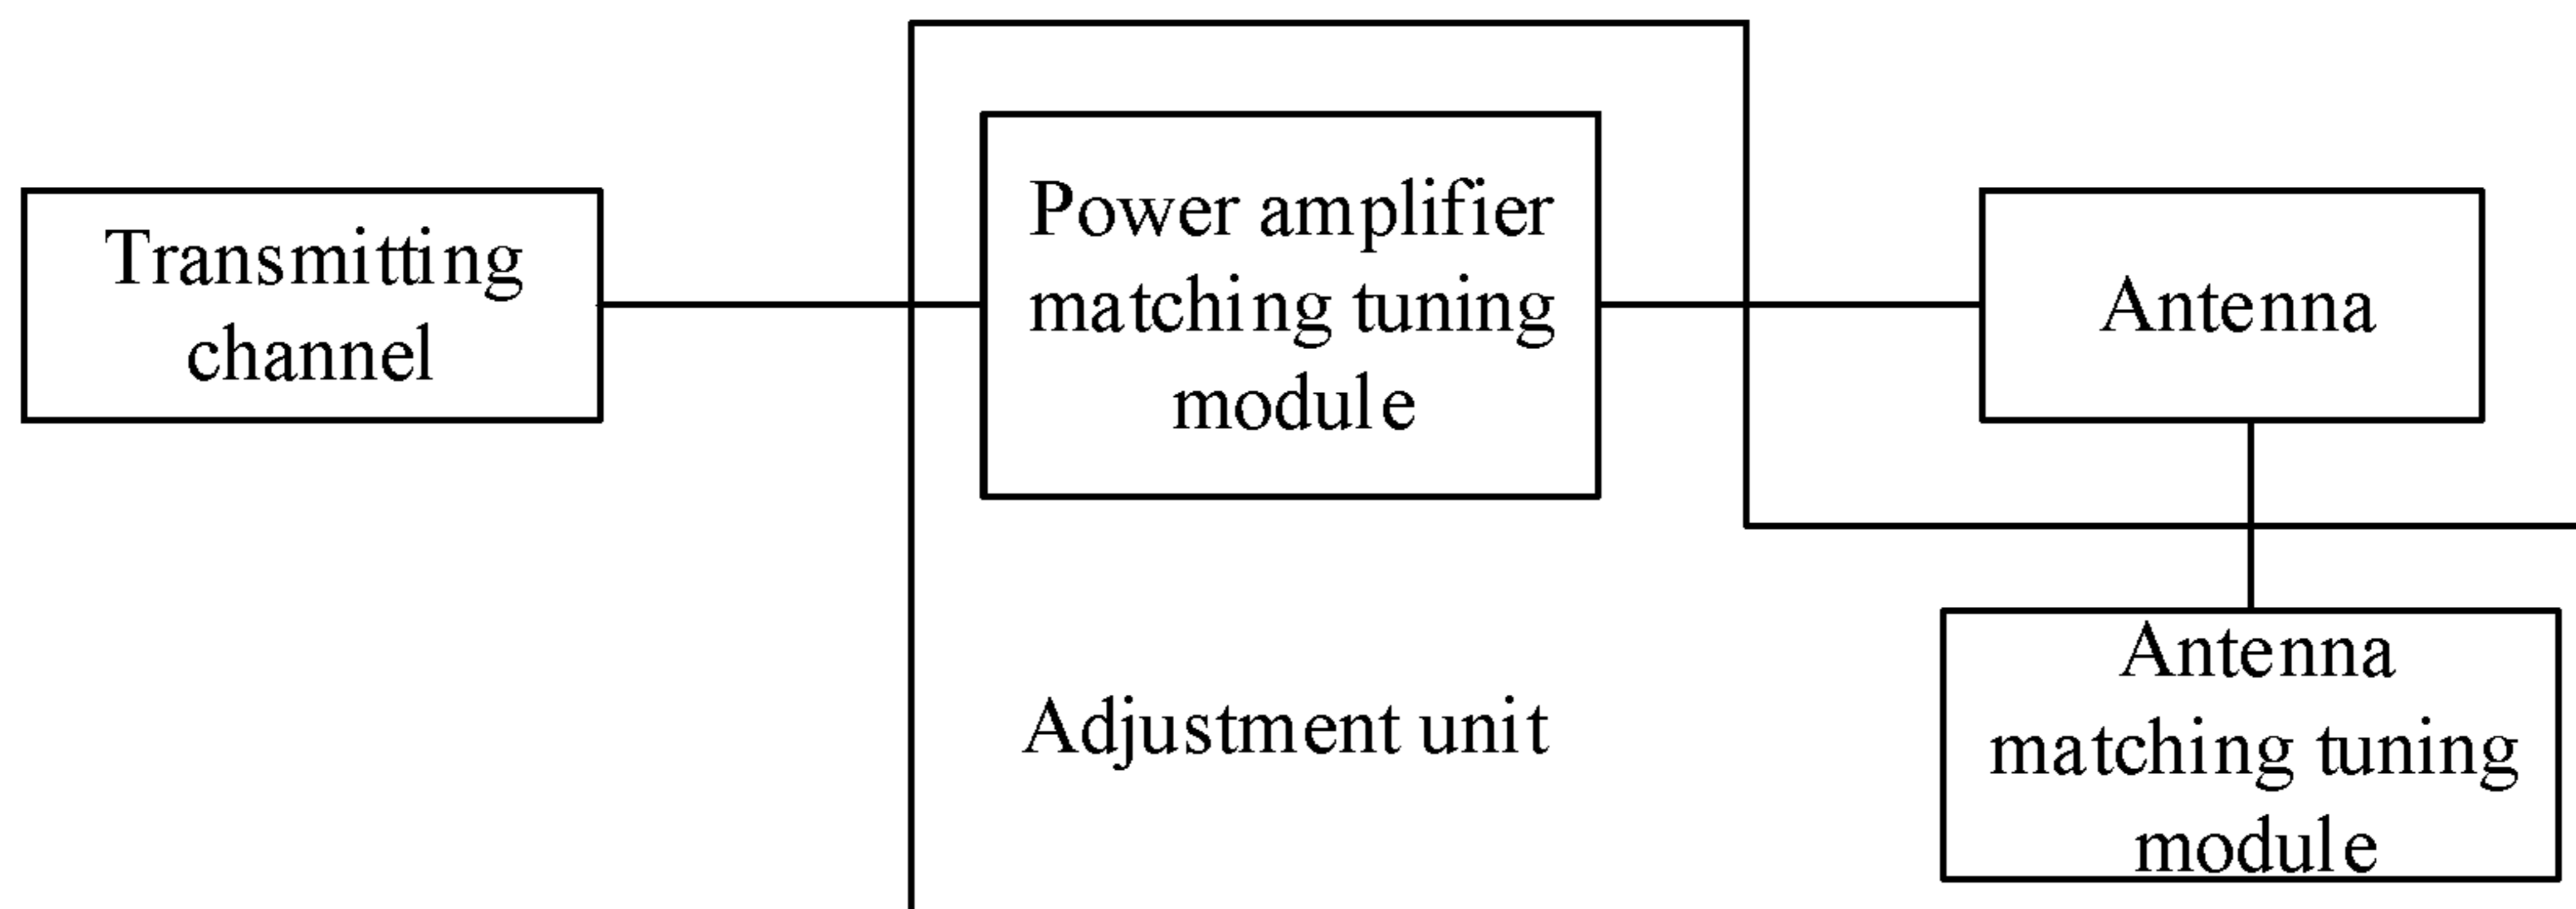 Transmitting
channel
Power amplifier
matching tuning
module
Antenna
Adjustment unit
Antenna
matching tuning
module